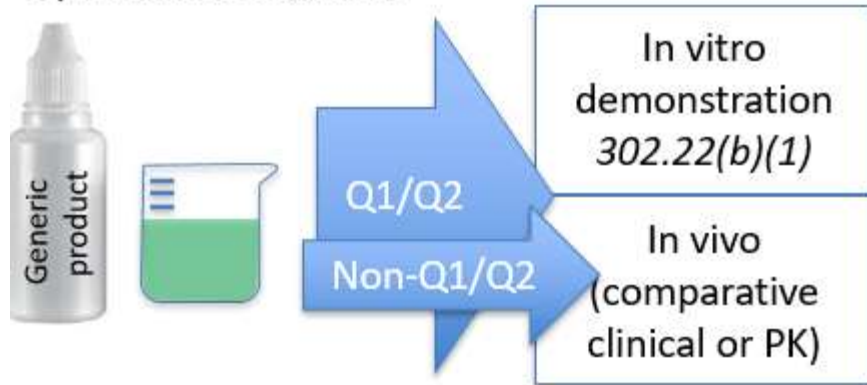 Generic
product
Q1/Q2
Non-Q1/Q2
In vitro
demonstration
302.22(b)(1)
In vivo
(comparative
clinical or PK)